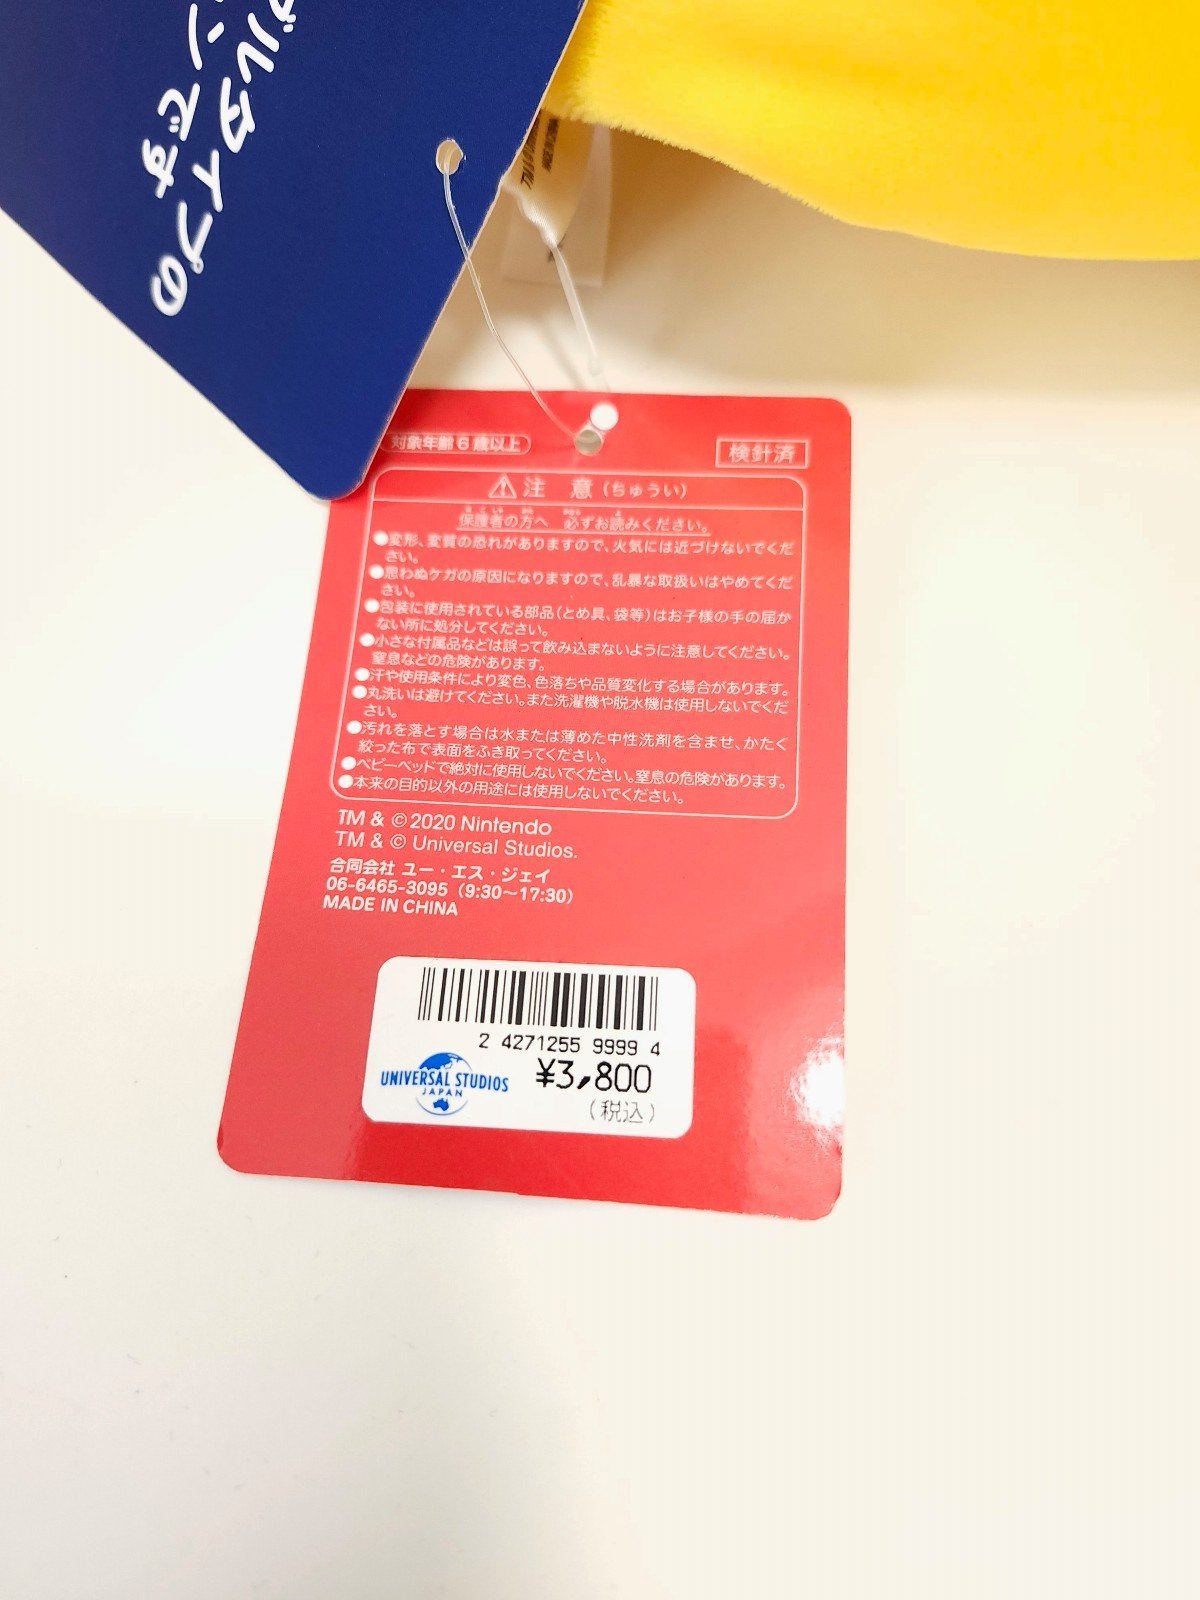 対象年齢6歳以上
検針済
注 意 (ちゅうい)
保護者の方へ 必ずお読みください。
●変形、変質の恐れがありますので、火気には近づけないでくだ
さい。
●思わぬケガの原因になりますので、乱暴な取扱いはやめてくだ
さい。
●包装に使用されている部品(とめ具、袋等)はお子様の手の届か
ない所に処分してください。
●小さな付属品などは誤って飲み込まないように注意してください。
窒息などの危険があります。
●汗や使用条件により変色、色落ちや品質変化する場合があります。
●丸洗いは避けてください。また洗濯機や脱水機は使用しないでくだ
さい。
●汚れを落とす場合は水または薄めた中性洗剤を含ませ、かたく
絞った布で表面をふき取ってください。
●ベビーベッドで絶対に使用しないでください。窒息の危険があります。
●本来の目的以外の用途には使用しないでください。
TM & © 2020 Nintendo
TM & © Universal Studios.
合同会社 ユー・エス・ジェイ
06-6465-3095 (9:30〜17:30)
MADE IN CHINA
2 4271255 9999 4
UNIVERSAL STUDIOS
JAPAN
¥3,800
(税込)